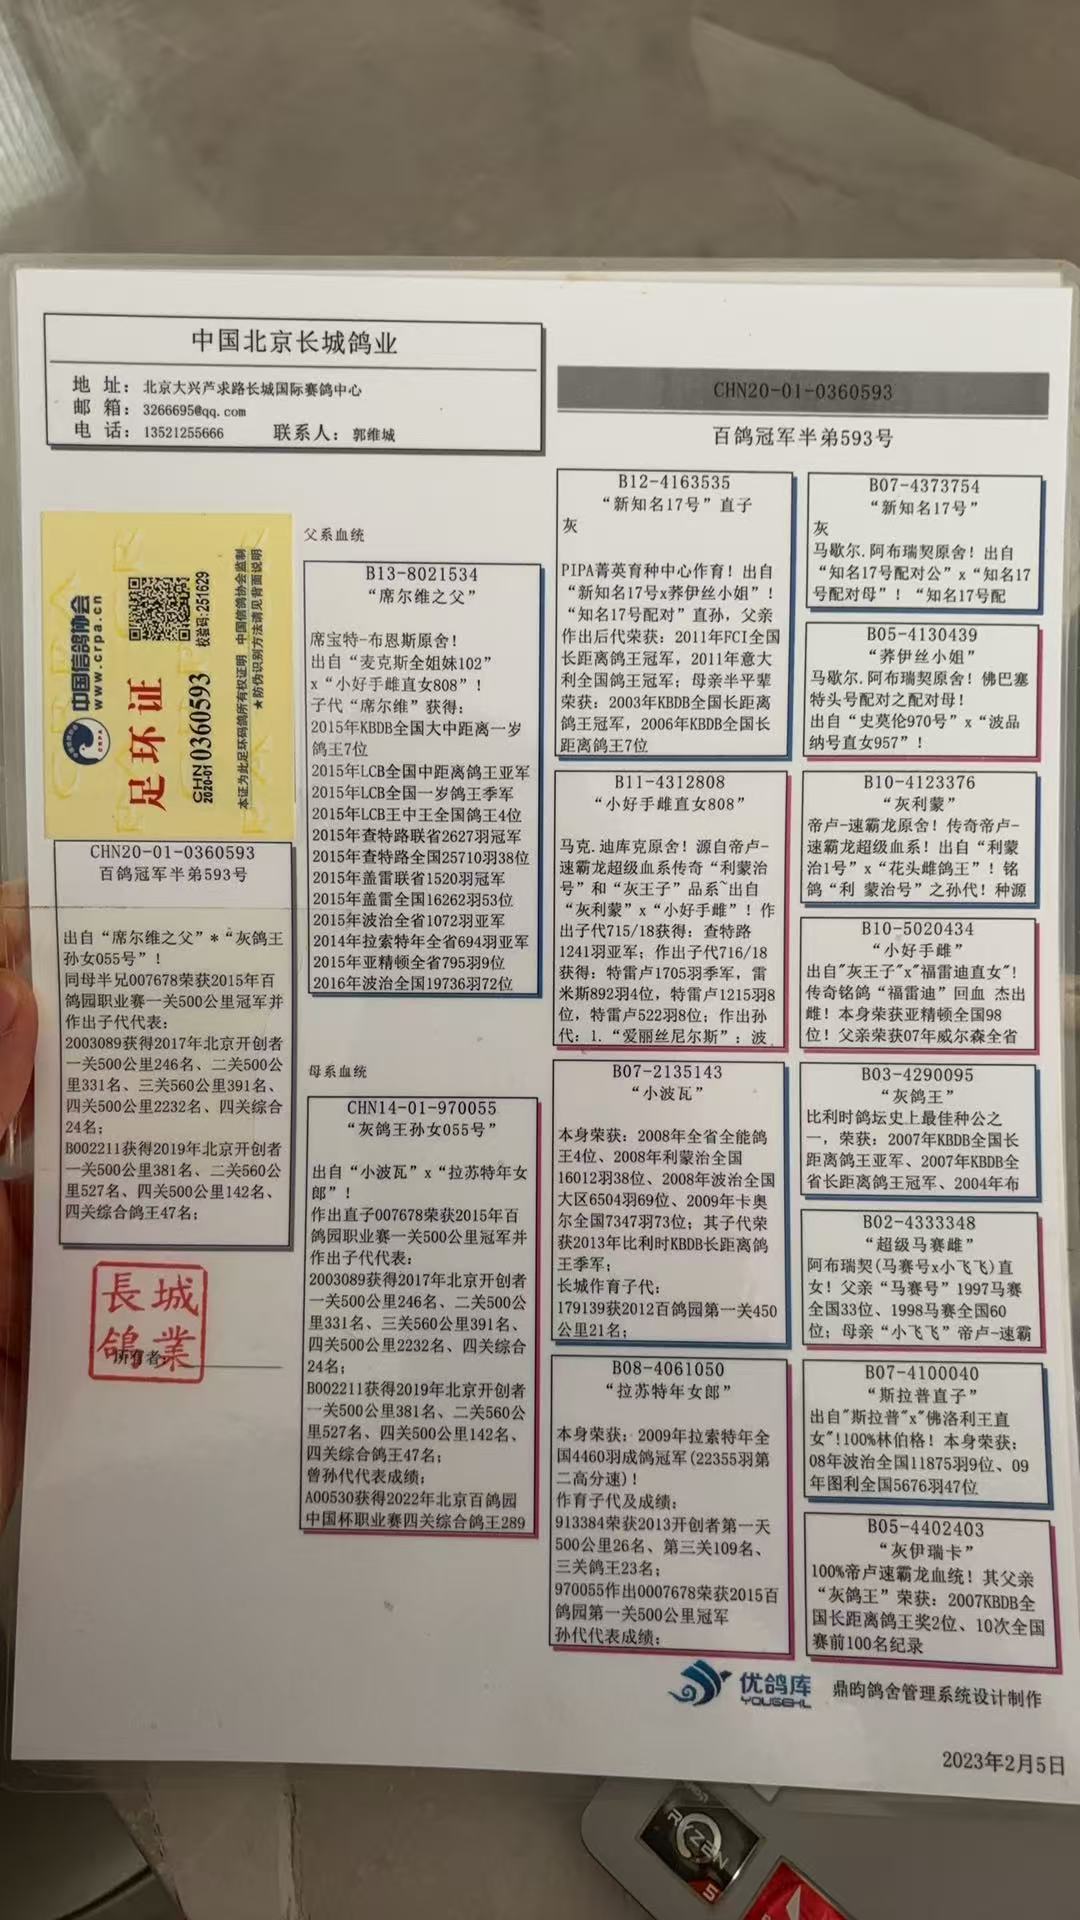 中国北京长城鸽业
地 址：北京大兴芦求路长城国际赛鸽中心
邮 箱：3266695@qq.com
电 话：13521255666 联系人：郭维城
CHN20-01-0360593
百鸽冠军半弟593号
中国信鸽协会
www.crpa.cn
足环证
CHN 2020-01 0360593
校验码:251629
本证为此足环码鸽所有权证明 中国信鸽协会监制
★防伪识别方法请见背面说明
CHN20-01-0360593
百鸽冠军半弟593号
出自“席尔维之父”*“灰鸽王
孙女055号”！
同母半兄007678荣获2015年百
鸽园职业赛一关500公里冠军并
作出子代代表：
2003089获得2017年北京开创者
一关500公里246名、二关500公
里331名、三关560公里391名、
四关500公里2232名、四关综合
24名；
B002211获得2019年北京开创者
一关500公里381名、二关560公
里527名、四关500公里142名、
四关综合鸽王47名；
長城
鴿業
所有者：
父系血统
B13-8021534
“席尔维之父”
席宝特-布恩斯原舍！
出自“麦克斯全姐妹102”
x“小好手雌直女808”！
子代“席尔维”获得：
2015年KBDB全国大中距离一岁
鸽王7位
2015年LCB全国中距离鸽王亚军
2015年LCB全国一岁鸽王季军
2015年LCB王中王全国鸽王4位
2015年查特路联省2627羽冠军
2015年查特路全国25710羽38位
2015年盖雷联省1520羽冠军
2015年盖雷全国16262羽53位
2015年波治全省1072羽亚军
2014年拉索特年全省694羽亚军
2015年亚精顿全省795羽9位
2016年波治全国19736羽72位
母系血统
CHN14-01-970055
“灰鸽王孙女055号”
出自“小波瓦”x“拉苏特年女
郎”！
作出直子007678荣获2015年百
鸽园职业赛一关500公里冠军并
作出子代代表：
2003089获得2017年北京开创者
一关500公里246名、二关500公
里331名、三关560公里391名、
四关500公里2232名、四关综合
24名；
B002211获得2019年北京开创者
一关500公里381名、二关560公
里527名、四关500公里142名、
四关综合鸽王47名；
曾孙代代表成绩；
A00530获得2022年北京百鸽园
中国杯职业赛四关综合鸽王289
B12-4163535
“新知名17号”直子
灰
PIPA菁英育种中心作育！出自
“新知名17号x莽伊丝小姐”！
“知名17号配对”直孙，父亲
作出后代荣获：2011年FCI全国
长距离鸽王冠军，2011年意大
利全国鸽王冠军；母亲半平辈
荣获：2003年KBDB全国长距离
鸽王冠军，2006年KBDB全国长
距离鸽王7位
B11-4312808
“小好手雌直女808”
马克.迪库克原舍！源自帝卢-
速霸龙超级血系传奇“利蒙治
号”和“灰王子”品系~出自
“灰利蒙”x“小好手雌”！作
出子代715/18获得：查特路
1241羽亚军；作出子代716/18
获得：特雷卢1705羽季军，雷
米斯892羽4位，特雷卢1215羽8
位，特雷卢522羽8位；作出孙
代：1.“爱丽丝尼尔斯”：波
B07-2135143
“小波瓦”
本身荣获：2008年全省全能鸽
王4位、2008年利蒙治全国
16012羽38位、2008年波治全国
大区6504羽69位、2009年卡奥
尔全国7347羽73位；其子代荣
获2013年比利时KBDB长距离鸽
王季军；
长城作育子代：
179139获2012百鸽园第一关450
公里21名；
B08-4061050
“拉苏特年女郎”
本身荣获：2009年拉索特年全
国4460羽成鸽冠军(22355羽第
二高分速)！
作育子代及成绩：
913384荣获2013开创者第一天
500公里26名、第三关109名、
三关鸽王23名；
970055作出0007678荣获2015百
鸽园第一关500公里冠军
孙代代表成绩；
B07-4373754
“新知名17号”
灰
马歇尔.阿布瑞契原舍！出自
“知名17号配对公”x“知名17
号配对母”！“知名17号配
B05-4130439
“莽伊丝小姐”
马歇尔.阿布瑞契原舍！佛巴塞
特头号配对之配对母！
出自“史莫伦970号”x“波品
纳号直女957”！
B10-4123376
“灰利蒙”
帝卢-速霸龙原舍！传奇帝卢-
速霸龙超级血系！出自“利蒙
治1号”x“花头雌鸽王”！铭
鸽“利 蒙治号”之孙代！种源
B10-5020434
“小好手雌”
出自"灰王子"x"福雷迪直女"！
传奇铭鸽“福雷迪”回血 杰出
雌！本身荣获亚精顿全国98
位！父亲荣获07年威尔森全省
B03-4290095
“灰鸽王”
比利时鸽坛史上最佳种公之
一，荣获：2007年KBDB全国长
距离鸽王亚军、2007年KBDB全
省长距离鸽王冠军、2004年布
B02-4333348
“超级马赛雌”
阿布瑞契(马赛号x小飞飞)直
女！父亲“马赛号”1997马赛
全国33位、1998马赛全国60
位；母亲“小飞飞”帝卢-速霸
B07-4100040
“斯拉普直子”
出自"斯拉普"x"佛洛利王直
女"!100%林伯格！本身荣获：
08年波治全国11875羽9位、09
年图利全国5676羽47位
B05-4402403
“灰伊瑞卡”
100%帝卢速霸龙血统！其父亲
“灰鸽王”荣获：2007KBDB全
国长距离鸽王奖2位、10次全国
赛前100名纪录
优鸽库
YOUGEKU
鼎昀鸽舍管理系统设计制作
2023年2月5日
RYZEN
5